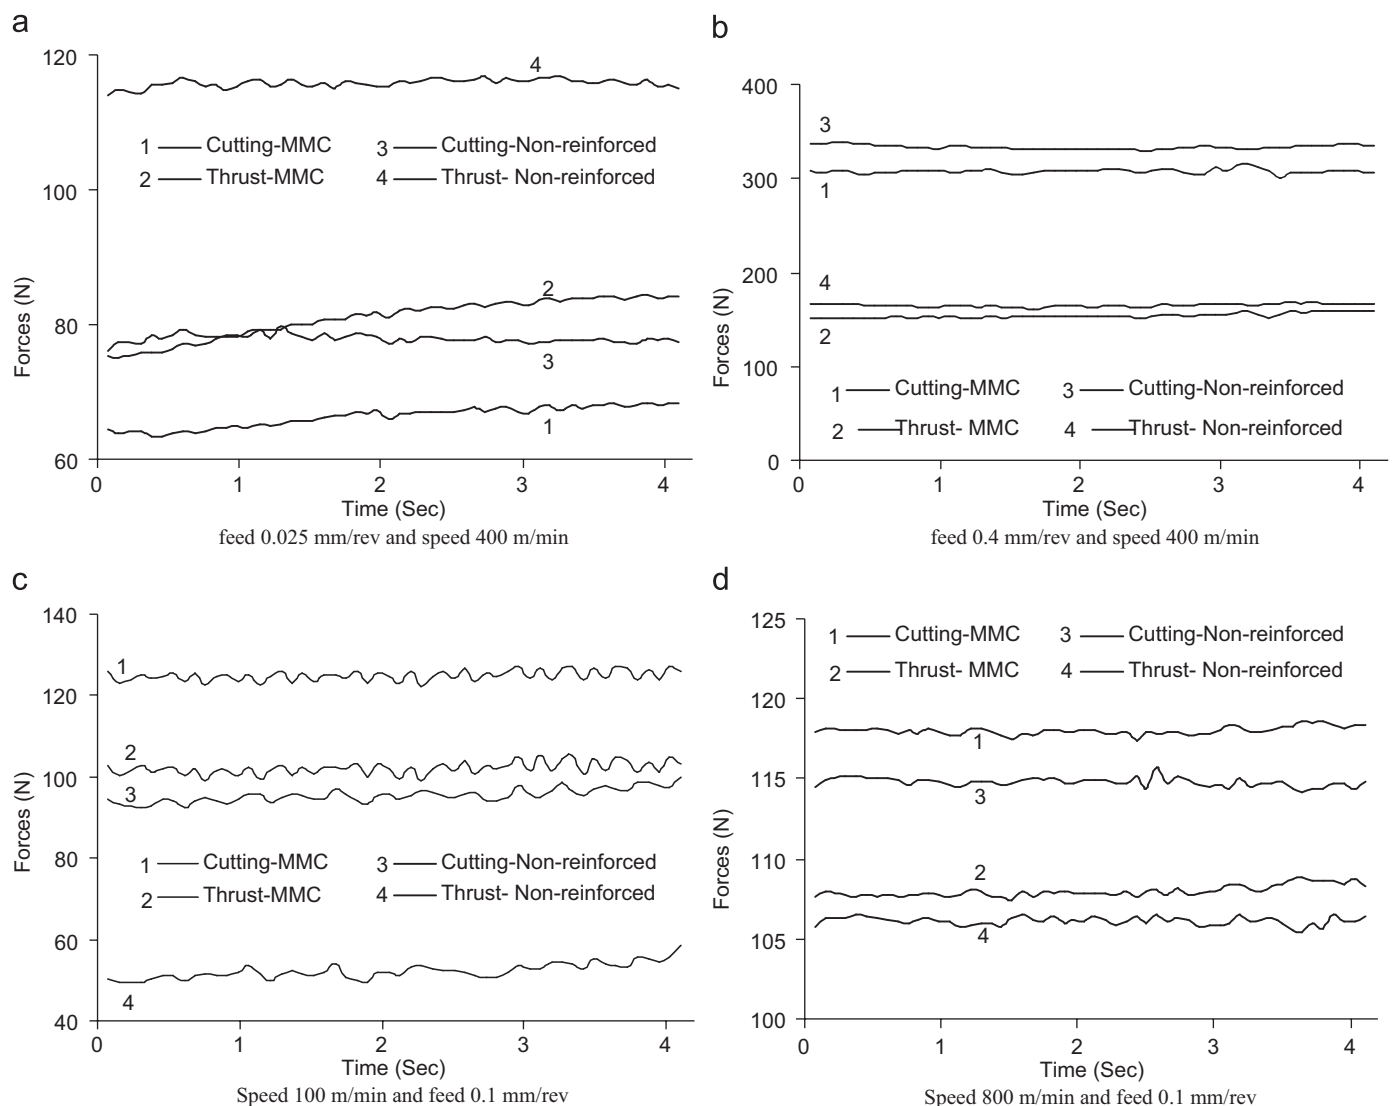 a
120
4
1 Cutting-MMC 3 Cutting-Non-reinforced
2 Thrust-MMC 4 Thrust- Non-reinforced
100
2
80
3
1
60
Forces (N)
0 1 2 3 4
Time (Sec)
feed 0.025 mm/rev and speed 400 m/min
b
400
3
300
1
200
4
2
100
1 Cutting-MMC 3 Cutting-Non-reinforced
2 Thrust- MMC 4 Thrust- Non-reinforced
0
Forces (N)
0 1 2 3 4
Time (Sec)
feed 0.4 mm/rev and speed 400 m/min
c
140
1
120
2
100
3
80
1 Cutting-MMC 3 Cutting-Non-reinforced
2 Thrust-MMC 4 Thrust- Non-reinforced
60
4
40
Forces (N)
0 1 2 3 4
Time (Sec)
Speed 100 m/min and feed 0.1 mm/rev
d
125
1 Cutting-MMC 3 Cutting-Non-reinforced
2 Thrust- MMC 4 Thrust- Non-reinforced
120
1
115
3
110
2
105
4
100
Forces (N)
0 1 2 3 4
Time (Sec)
Speed 800 m/min and feed 0.1 mm/rev